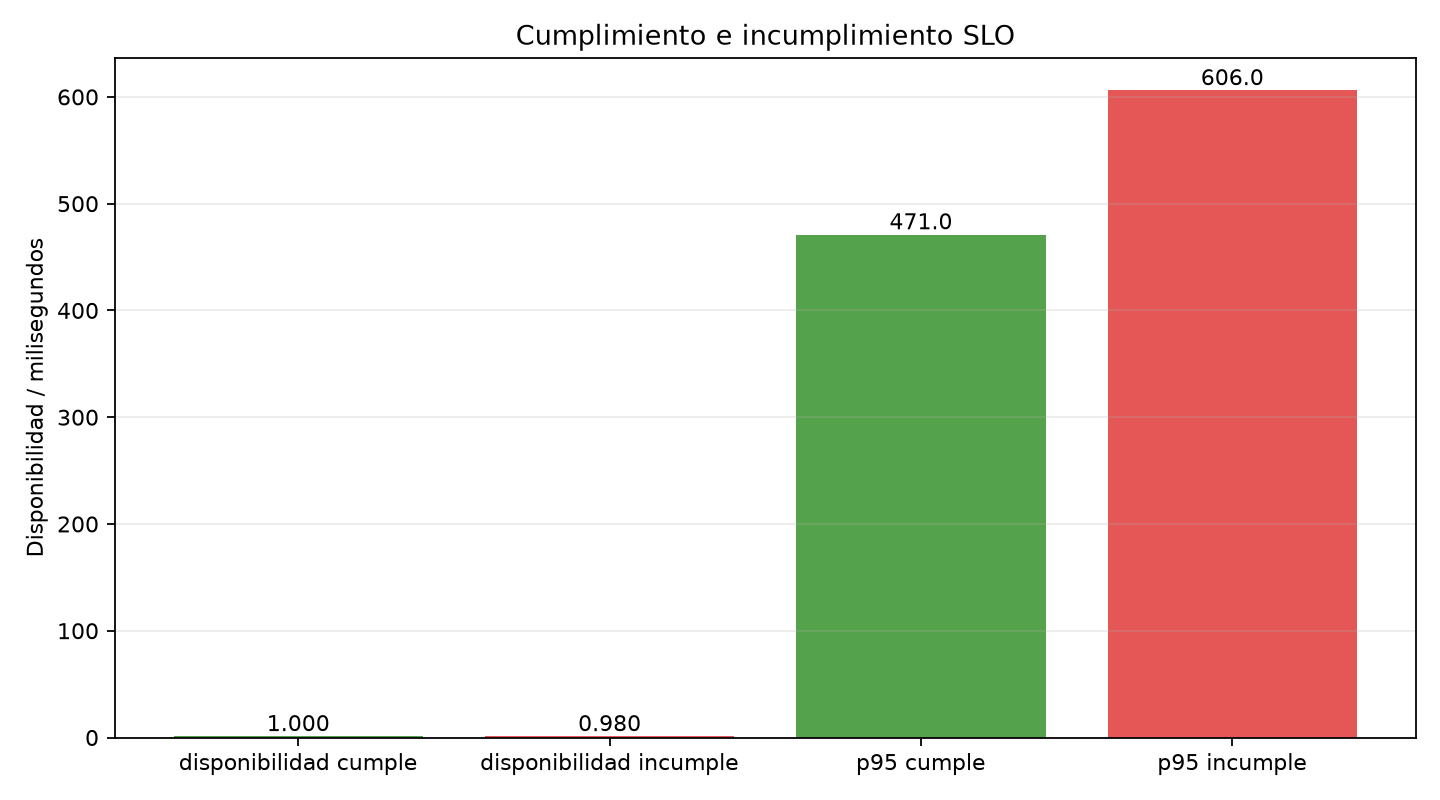 Cumplimiento e incumplimiento SLO
Disponibilidad / milisegundos
600
500
400
300
200
100
0
1.000
0.980
471.0
606.0
disponibilidad cumple
disponibilidad incumple
p95 cumple
p95 incumple